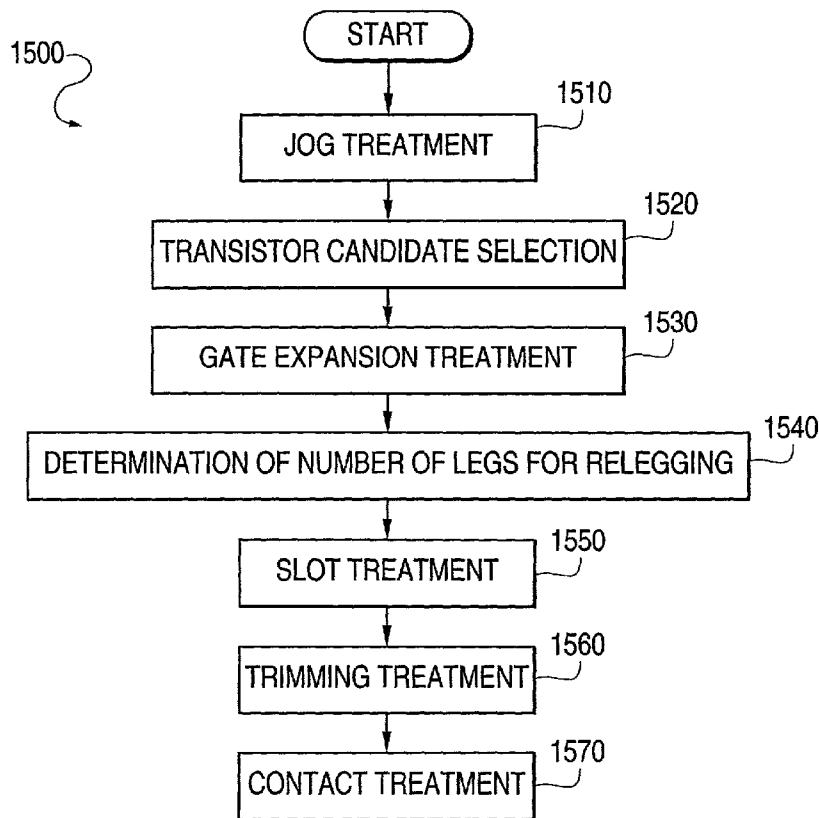 START
1500
1510
JOG TREATMENT
1520
TRANSISTOR CANDIDATE SELECTION
1530
GATE EXPANSION TREATMENT
1540
DETERMINATION OF NUMBER OF LEGS FOR RELEGGING
1550
SLOT TREATMENT
1560
TRIMMING TREATMENT
1570
CONTACT TREATMENT